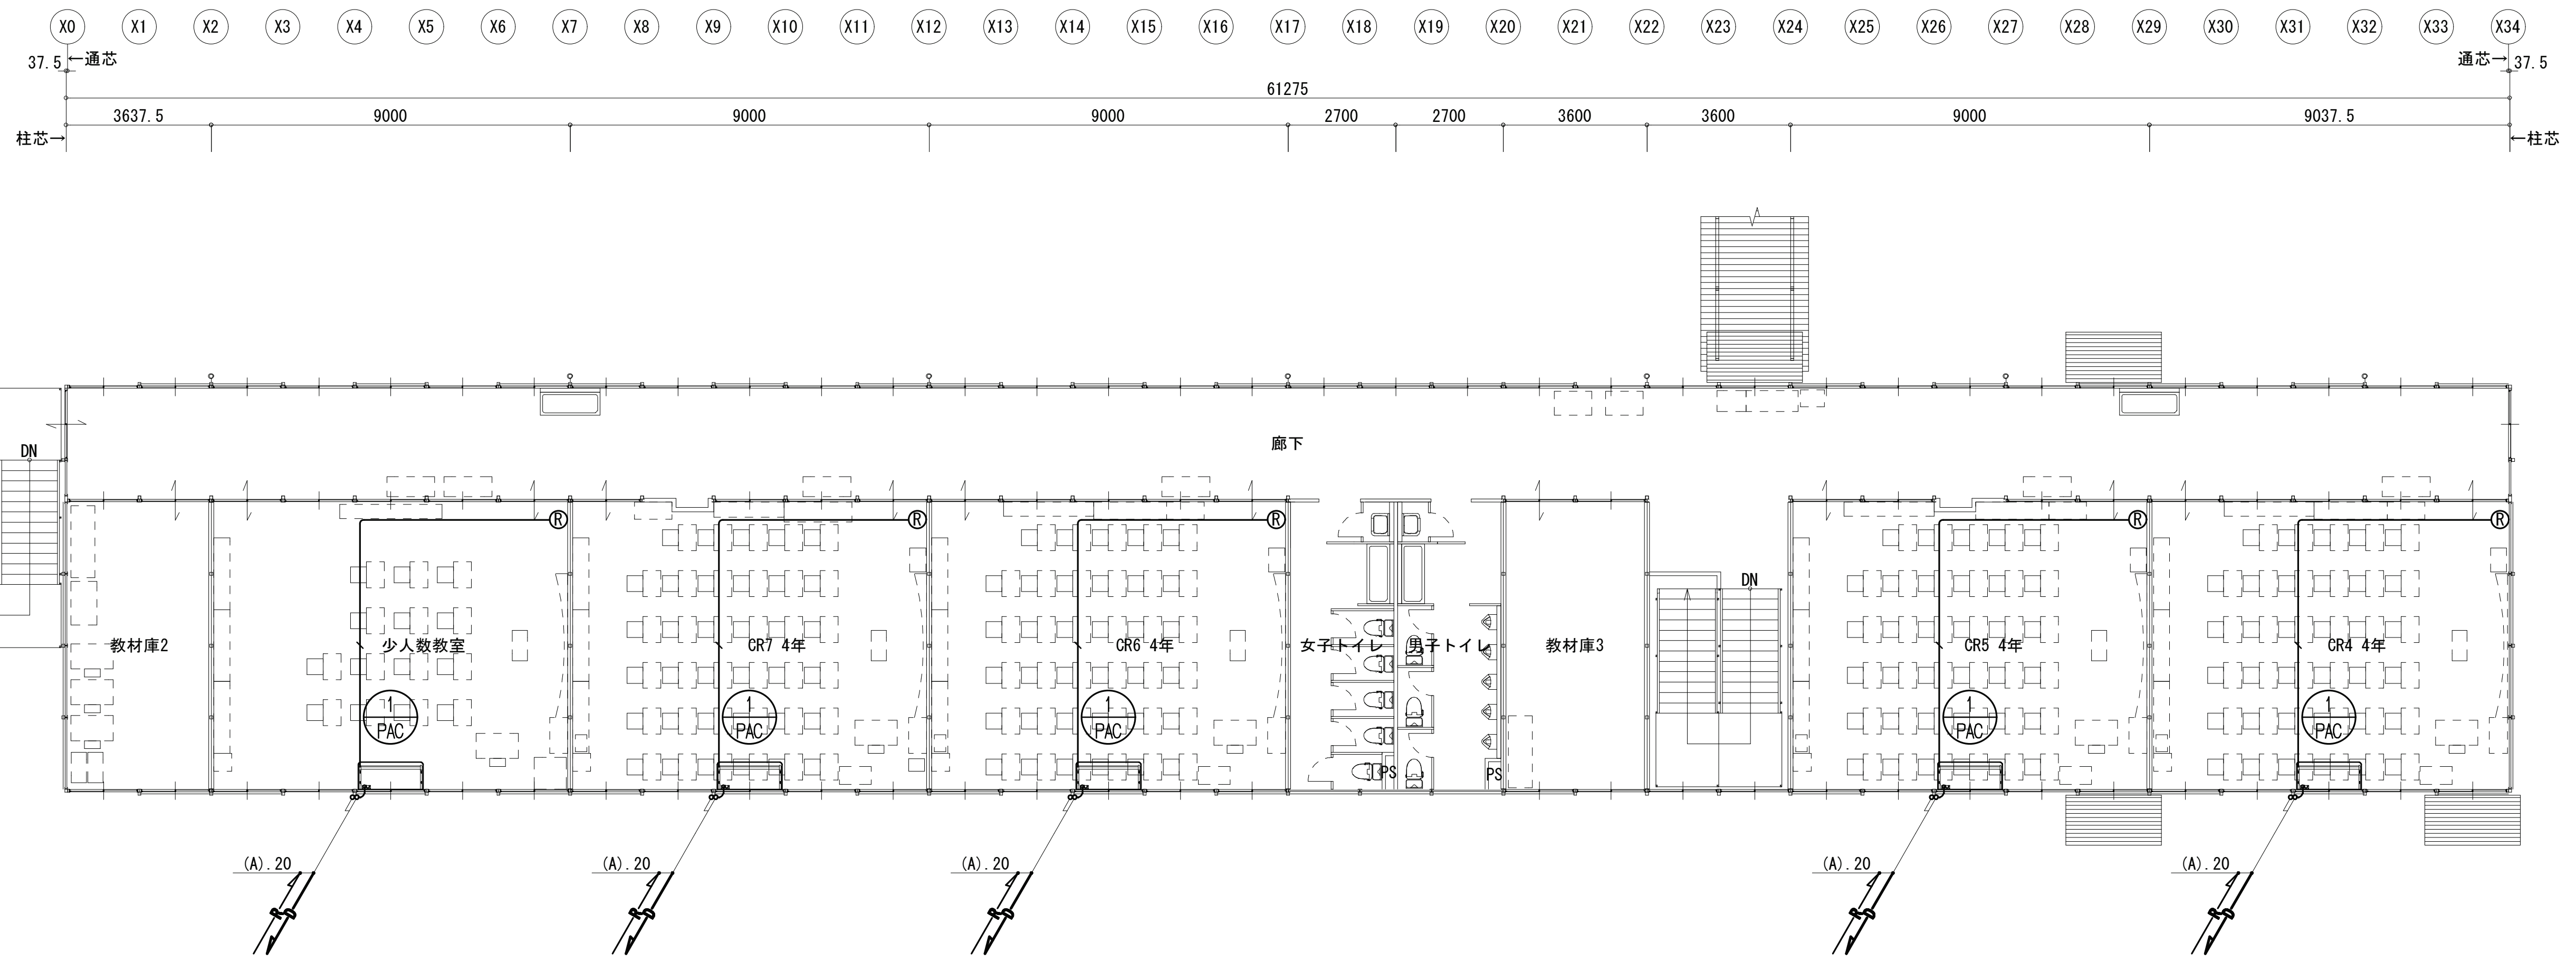 X0 X1 X2 X3 X4 X5 X6 X7 X8 X9 X10 X11 X12 X13 X14 X15 X16 X17 X18 X19 X20 X21 X22 X23 X24 X25 X26 X27 X28 X29 X30 X31 X32 X33 X34
←通芯 通芯→
37.5 37.5
61275
3637.5 9000 9000 9000 2700 2700 3600 3600 9000 9037.5
柱芯→ ←柱芯
廊下
DN
R R R R R
DN
教材庫2 少人数教室 CR7 4年 CR6 4年 女子トイレ 男子トイレ 教材庫3 CR5 4年 CR4 4年
1 1 1 1 1
PAC PAC PAC PAC PAC
PS PS
(A).20 (A).20 (A).20 (A).20 (A).20
R R R R R
D D D D D